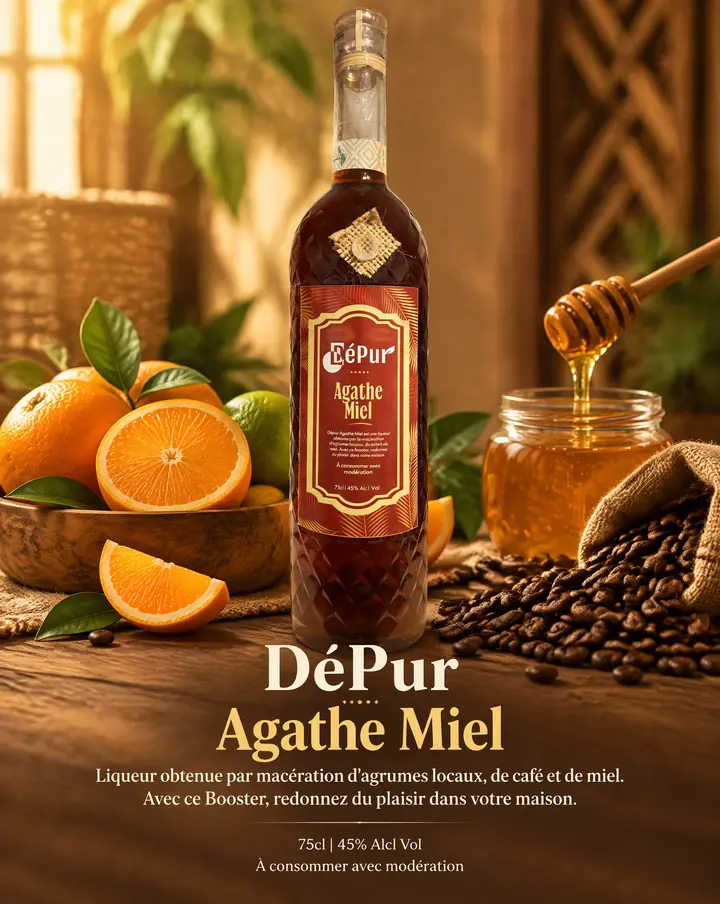 DéPur
Agathe
Miel
Dépur Agathe Miel est une liqueur
obtenue par la macération
d'agrumes locaux, de café et de
miel. Avec ce Booster, redonnez
du plaisir dans votre maison.
À consommer avec
modération
75cl | 45% Alcl Vol
DéPur
Agathe Miel
Liqueur obtenue par macération d'agrumes locaux, de café et de miel.
Avec ce Booster, redonnez du plaisir dans votre maison.
75cl | 45% Alcl Vol
À consommer avec modération